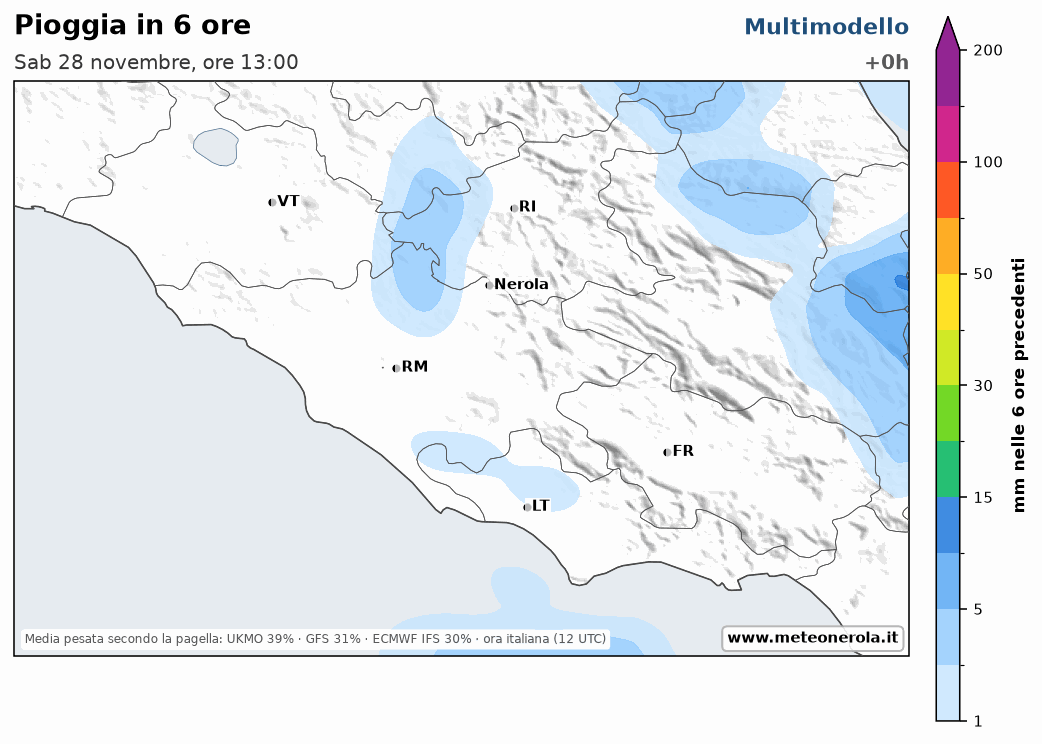 Pioggia in 6 ore
Multimodello
Sab 28 novembre, ore 13:00
+0h
VT
RI
Nerola
RM
FR
LT
Media pesata secondo la pagella: UKMO 39% · GFS 31% · ECMWF IFS 30% · ora italiana (12 UTC)
www.meteonerola.it
200
100
50
30
15
5
1
mm nelle 6 ore precedenti